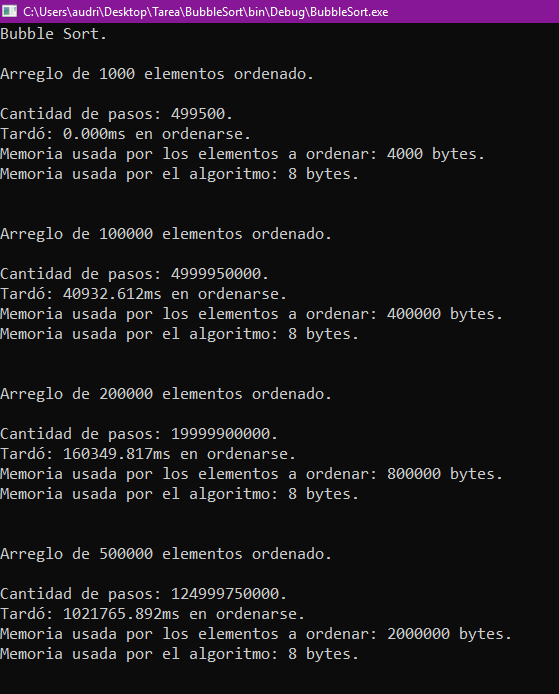 C:\Users\audri\Desktop\Tarea\BubbleSort\bin\Debug\BubbleSort.exe
Bubble Sort.
Arreglo de 1000 elementos ordenado.
Cantidad de pasos: 499500.
Tardó: 0.000ms en ordenarse.
Memoria usada por los elementos a ordenar: 4000 bytes.
Memoria usada por el algoritmo: 8 bytes.
Arreglo de 100000 elementos ordenado.
Cantidad de pasos: 4999950000.
Tardó: 40932.612ms en ordenarse.
Memoria usada por los elementos a ordenar: 400000 bytes.
Memoria usada por el algoritmo: 8 bytes.
Arreglo de 200000 elementos ordenado.
Cantidad de pasos: 19999900000.
Tardó: 160349.817ms en ordenarse.
Memoria usada por los elementos a ordenar: 800000 bytes.
Memoria usada por el algoritmo: 8 bytes.
Arreglo de 500000 elementos ordenado.
Cantidad de pasos: 124999750000.
Tardó: 1021765.892ms en ordenarse.
Memoria usada por los elementos a ordenar: 2000000 bytes.
Memoria usada por el algoritmo: 8 bytes.